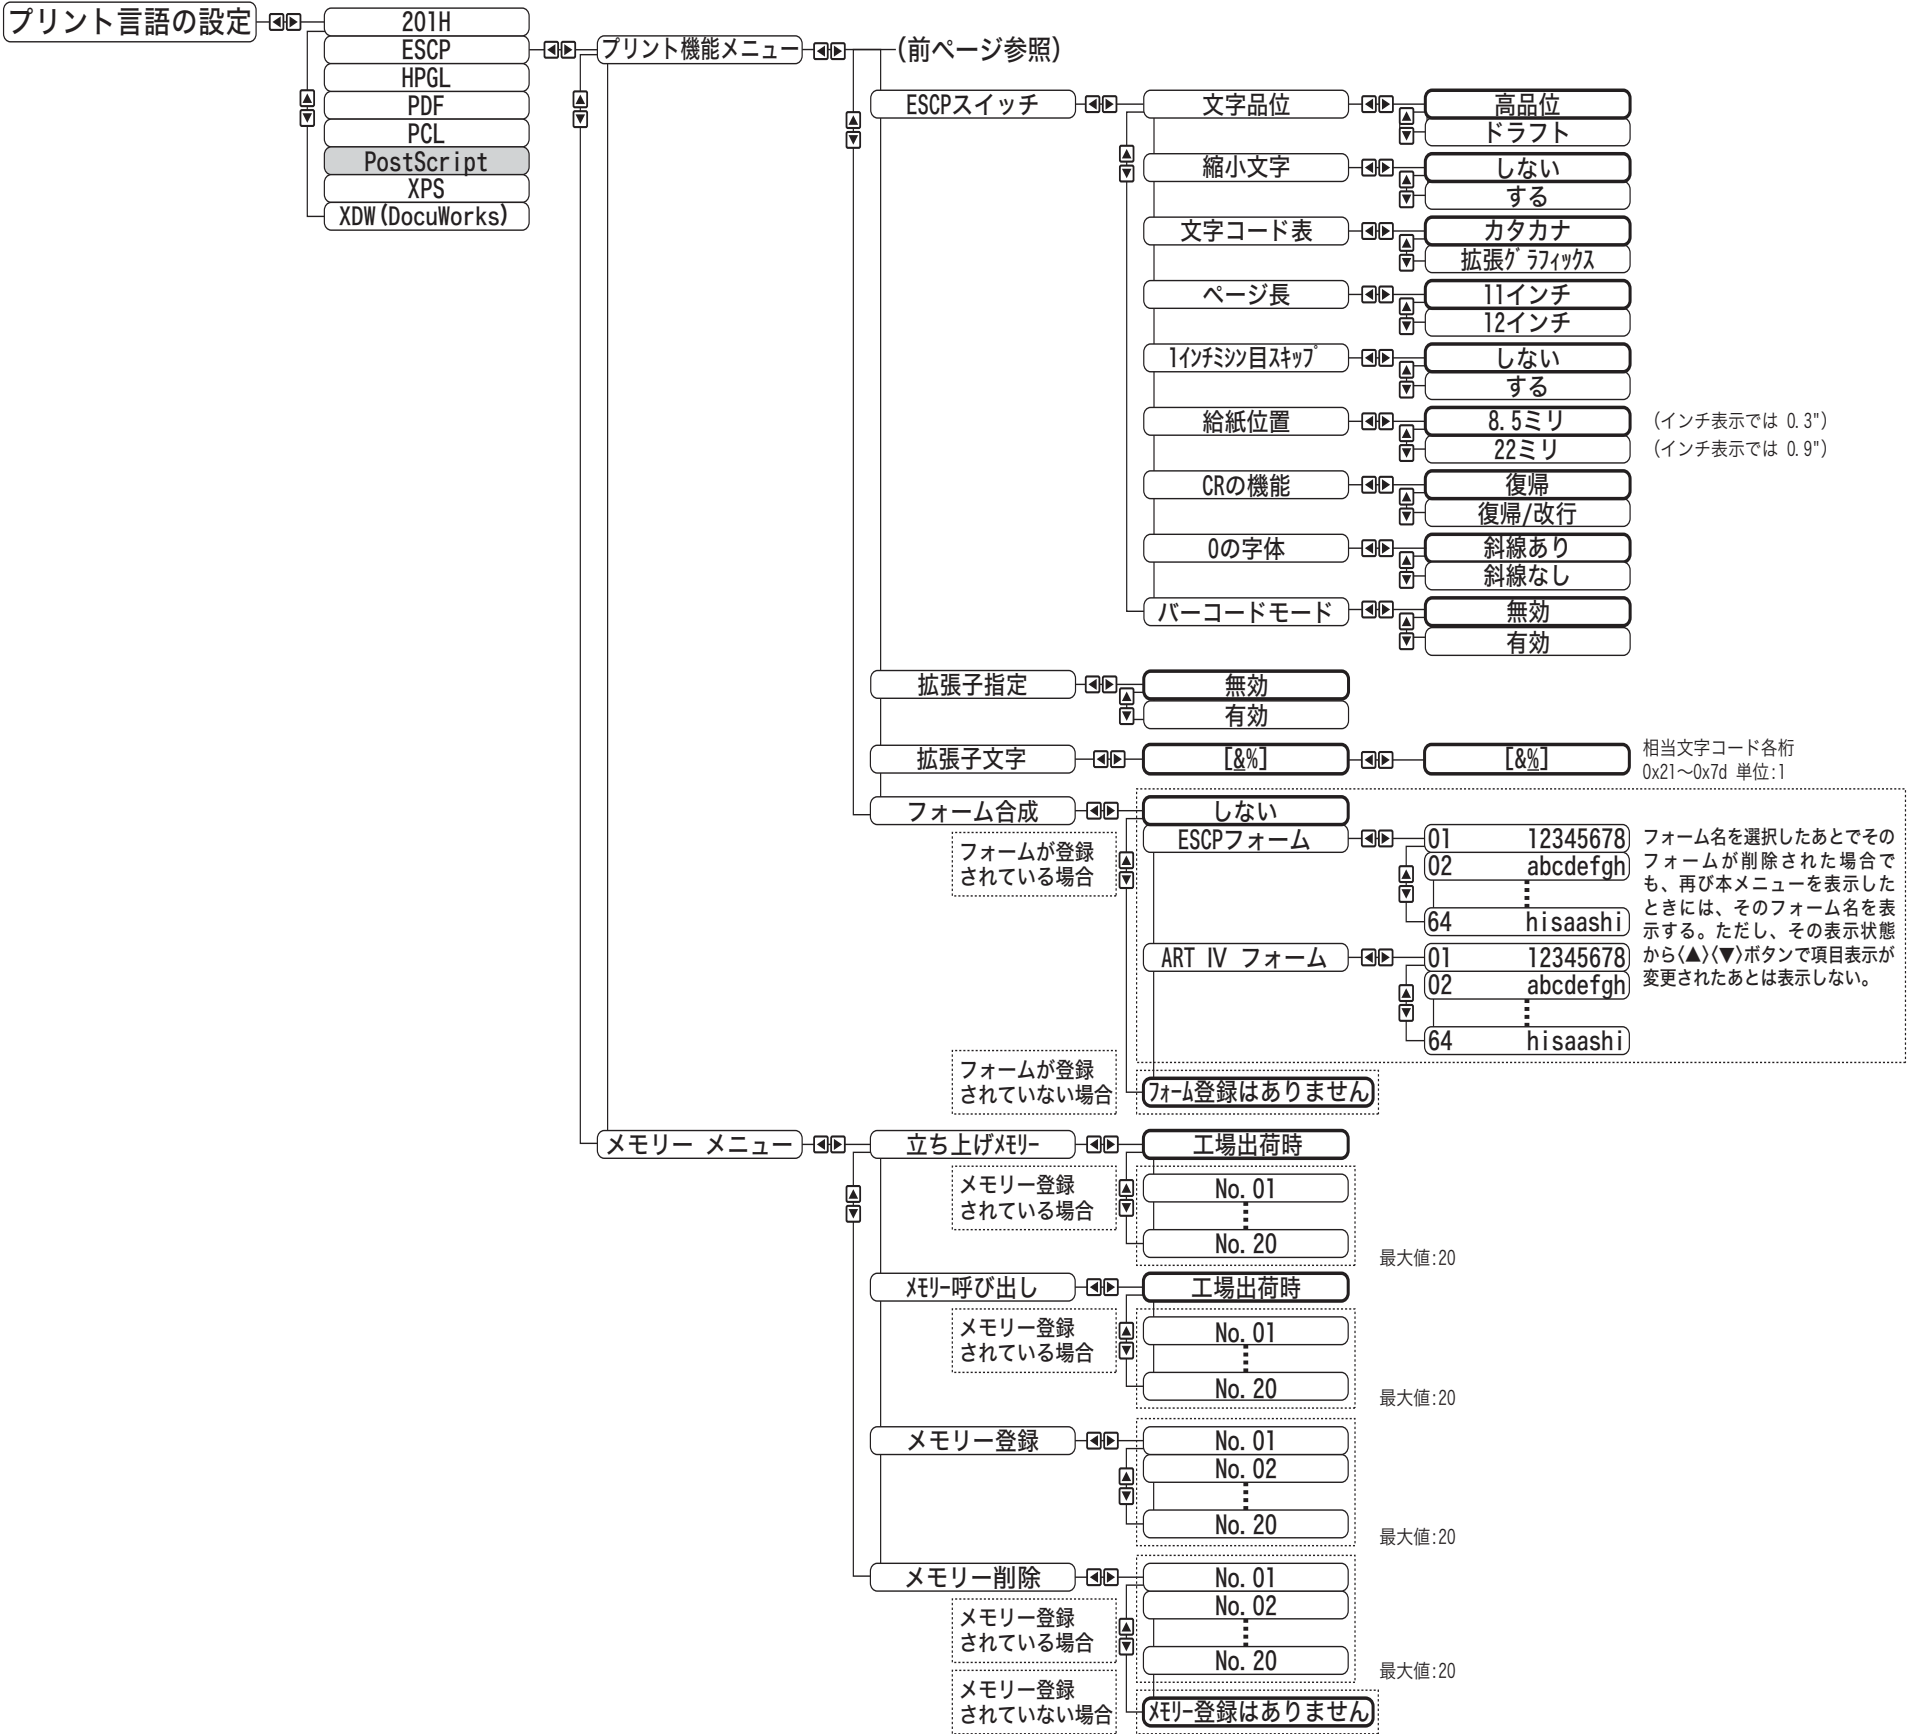 プリント言語の設定
201H
ESCP
HPGL
PDF
PCL
PostScript
XPS
XDW(DocuWorks)
プリント機能メニュー
(前ページ参照)
ESCPスイッチ
文字品位
高品位
ドラフト
縮小文字
しない
する
文字コード表
カタカナ
拡張ｸﾞﾗﾌｨｯｸｽ
ページ長
11インチ
12インチ
1ｲﾝﾁﾐｼﾝ目ｽｷｯﾌﾟ
しない
する
給紙位置
8.5ミリ
(インチ表示では 0.3")
22ミリ
(インチ表示では 0.9")
CRの機能
復帰
復帰/改行
0の字体
斜線あり
斜線なし
バーコードモード
無効
有効
拡張子指定
無効
有効
拡張子文字
[&%]
[&%]
相当文字コード各桁
0x21～0x7d 単位:1
フォーム合成
しない
フォームが登録
されている場合
ESCPフォーム
01 12345678
02 abcdefgh
64 hisaashi
ART Ⅳ フォーム
01 12345678
02 abcdefgh
64 hisaashi
フォーム名を選択したあとでその
フォームが削除された場合で
も、再び本メニューを表示した
ときには、そのフォーム名を表
示する。ただし、その表示状態
から〈▲〉〈▼〉ボタンで項目表示が
変更されたあとは表示しない。
フォームが登録
されていない場合
ﾌｫｰﾑ登録はありません
メモリー メニュー
立ち上げﾒﾓﾘｰ
工場出荷時
メモリー登録
されている場合
No.01
No.20
最大値:20
ﾒﾓﾘｰ呼び出し
工場出荷時
メモリー登録
されている場合
No.01
No.20
最大値:20
メモリー登録
No.01
No.02
No.20
最大値:20
メモリー削除
No.01
No.02
メモリー登録
されている場合
No.20
最大値:20
メモリー登録
されていない場合
ﾒﾓﾘｰ登録はありません